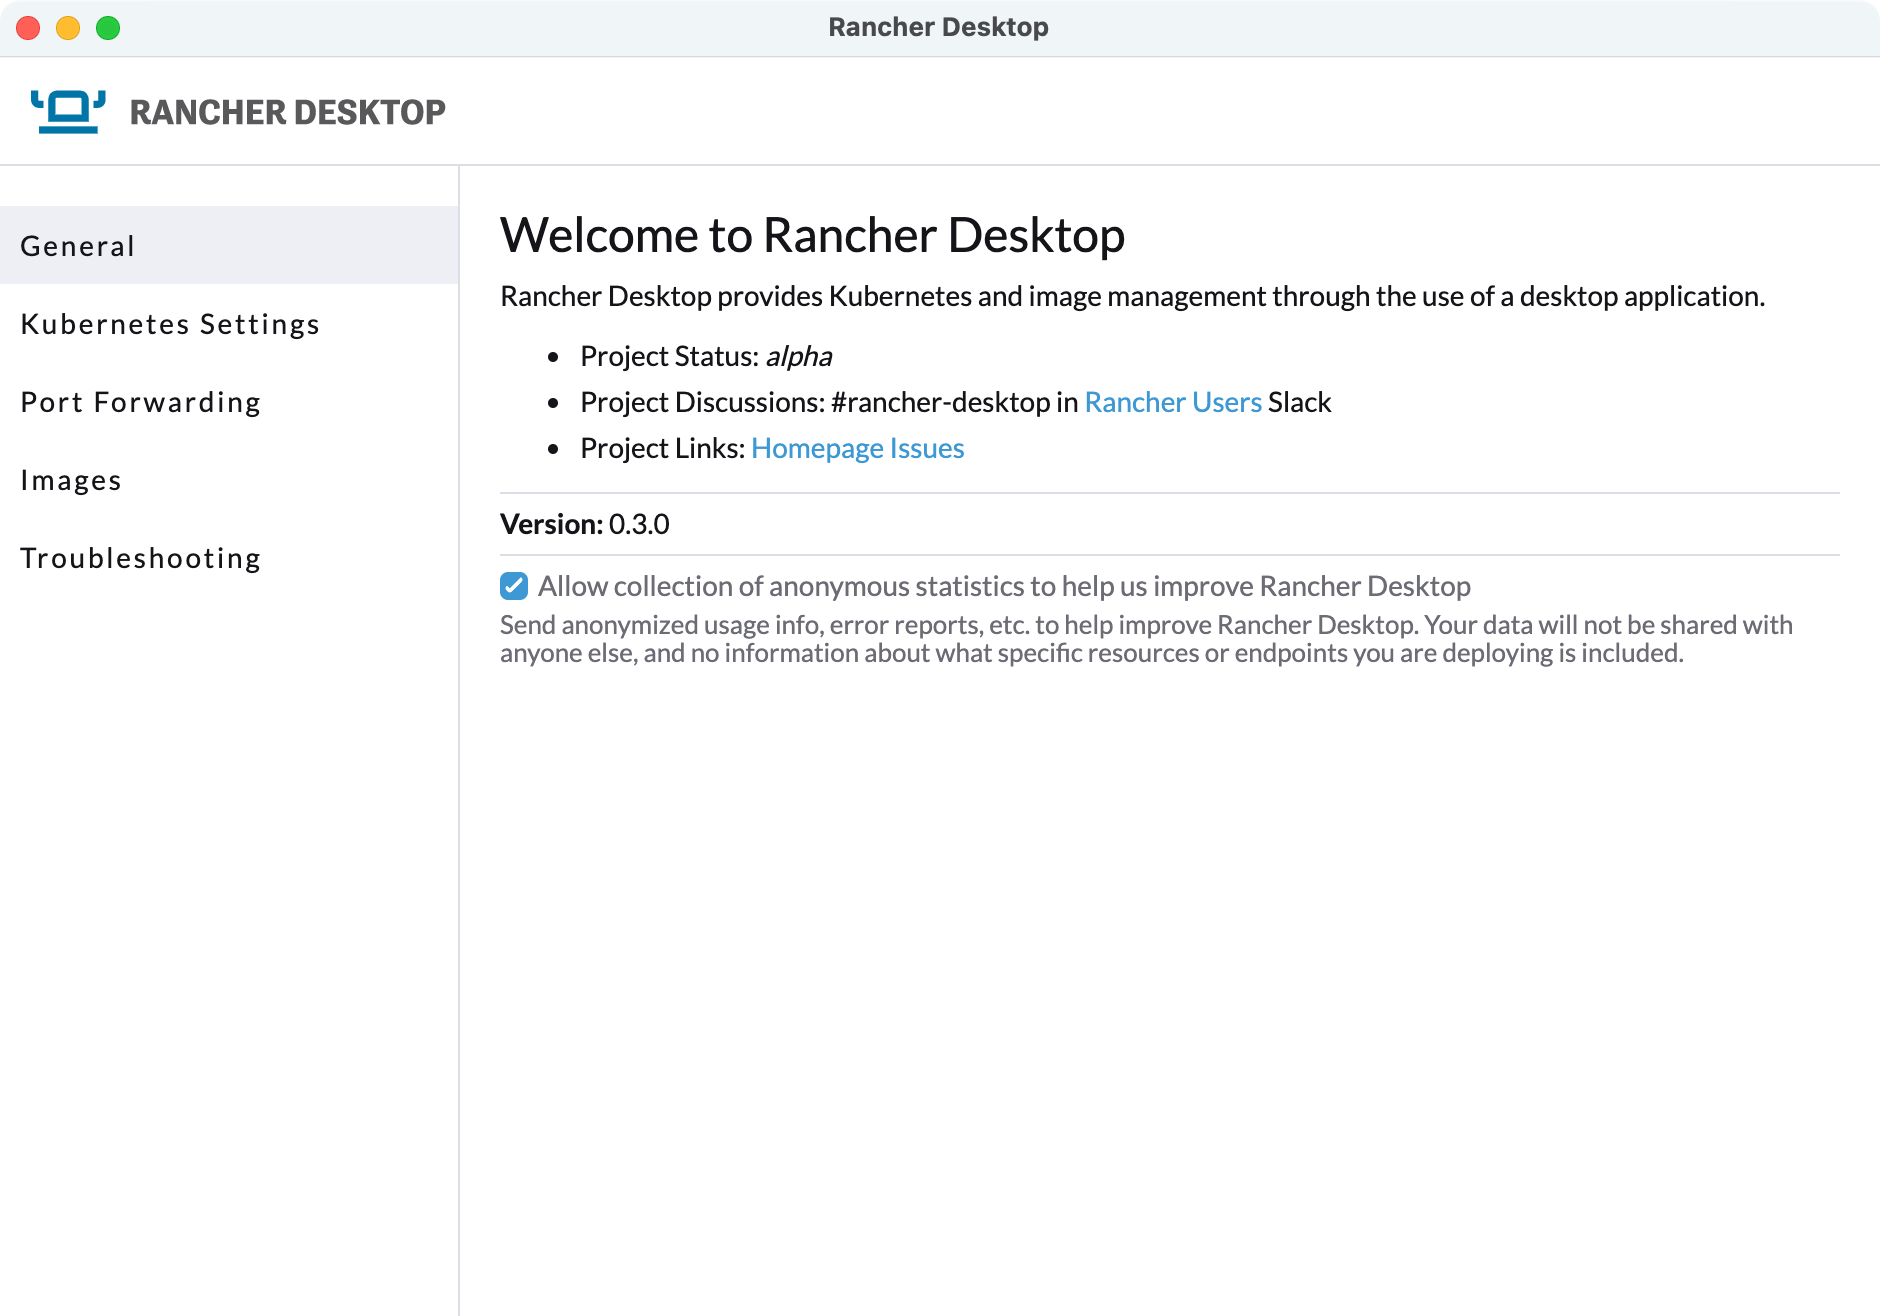 Rancher Desktop
RANCHER DESKTOP
General
Kubernetes Settings
Port Forwarding
Images
Troubleshooting
Welcome to Rancher Desktop
Rancher Desktop provides Kubernetes and image management through the use of a desktop application.
Project Status: alpha
Project Discussions: #rancher-desktop in Rancher Users Slack
Project Links: Homepage Issues
Version: 0.3.0
Allow collection of anonymous statistics to help us improve Rancher Desktop
Send anonymized usage info, error reports, etc. to help improve Rancher Desktop. Your data will not be shared with
anyone else, and no information about what specific resources or endpoints you are deploying is included.